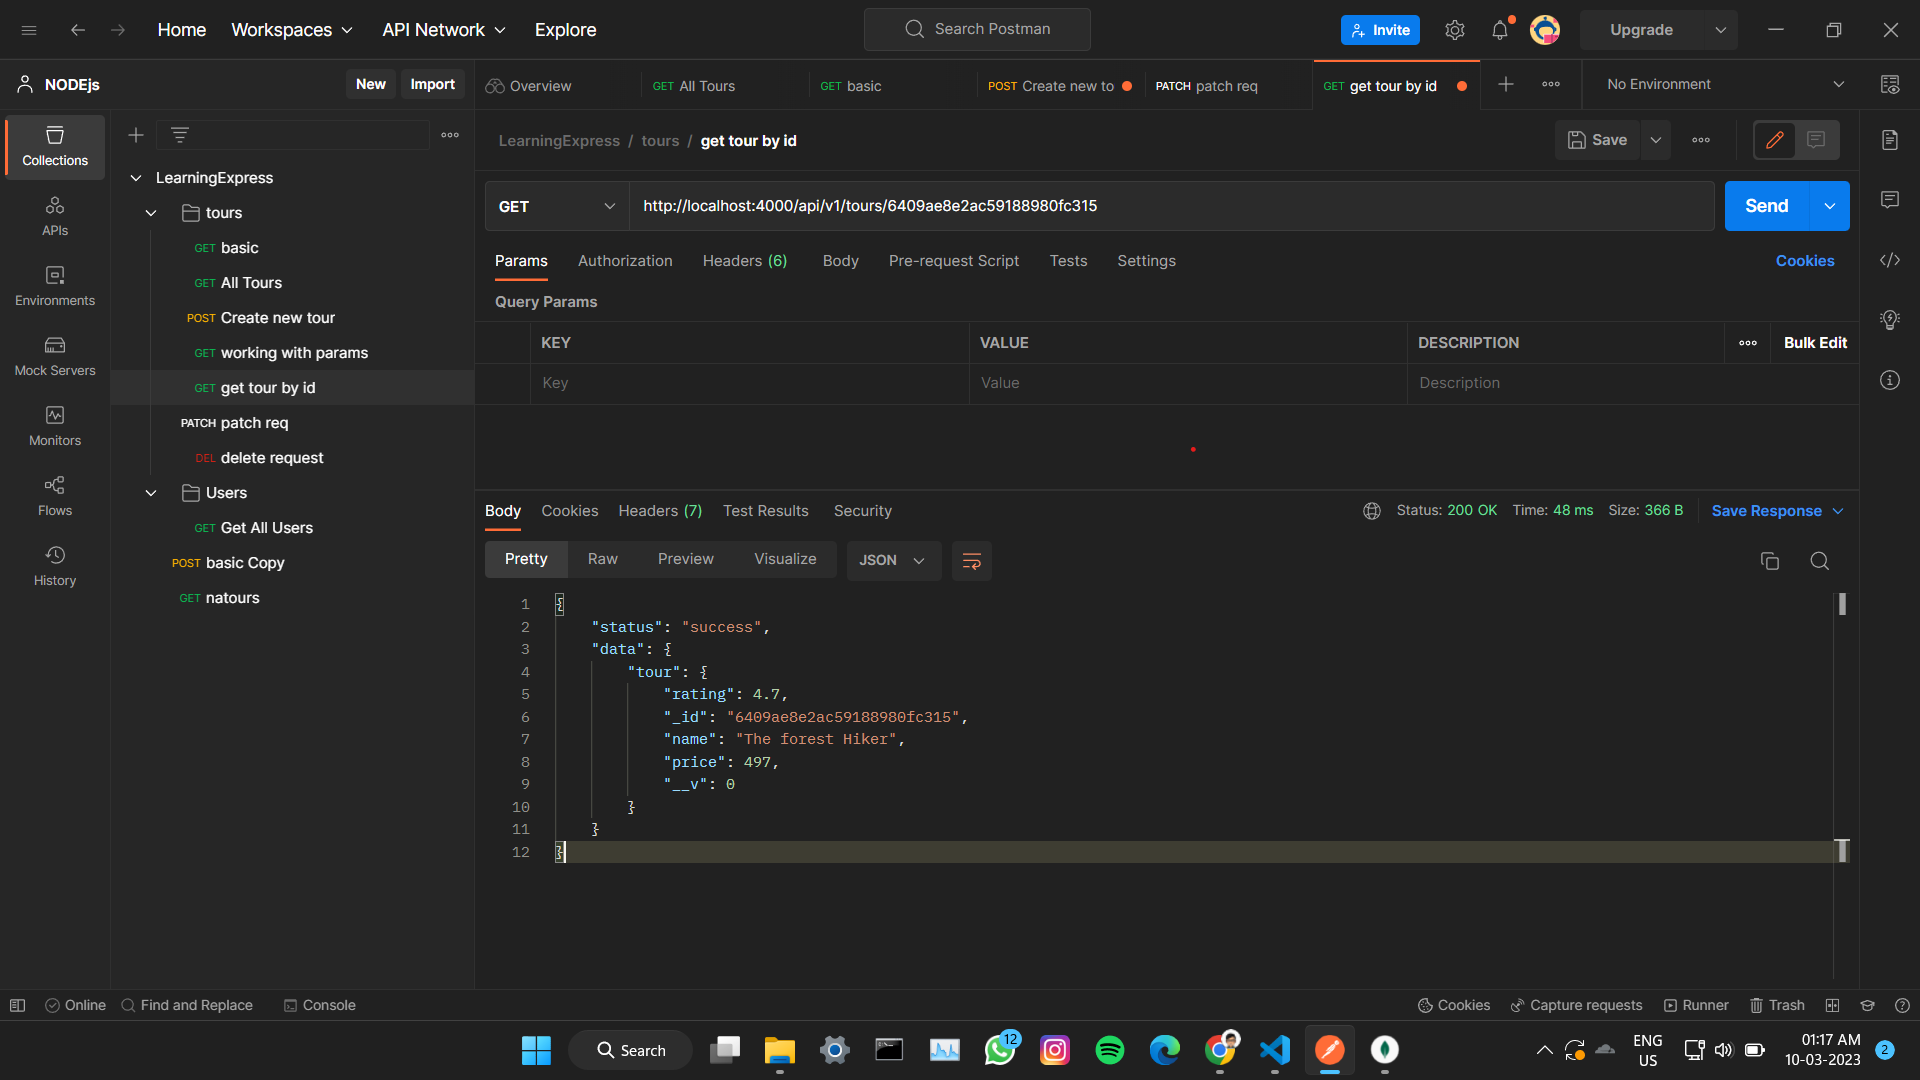 Home Workspaces API Network Explore Search Postman Invite Upgrade
NODEjs New Import Overview GET All Tours GET basic POST Create new to PATCH patch req GET get tour by id No Environment
Collections
APIs
Environments
Mock Servers
Monitors
Flows
History
LearningExpress
tours
GET basic
GET All Tours
POST Create new tour
GET working with params
GET get tour by id
PATCH patch req
DEL delete request
Users
GET Get All Users
POST basic Copy
GET natours
LearningExpress / tours / get tour by id Save
GET http://localhost:4000/api/v1/tours/6409ae8e2ac59188980fc315 Send
Params Authorization Headers (6) Body Pre-request Script Tests Settings Cookies
Query Params
KEY VALUE DESCRIPTION Bulk Edit
Key Value Description
Body Cookies Headers (7) Test Results Security Status: 200 OK Time: 48 ms Size: 366 B Save Response
Pretty Raw Preview Visualize JSON
1 {
2 "status": "success",
3 "data": {
4 "tour": {
5 "rating": 4.7,
6 "_id": "6409ae8e2ac59188980fc315",
7 "name": "The forest Hiker",
8 "price": 497,
9 "__v": 0
10 }
11 }
12 }
Online Find and Replace Console Cookies Capture requests Runner Trash
Search 12 ENG US 01:17 AM 10-03-2023 2